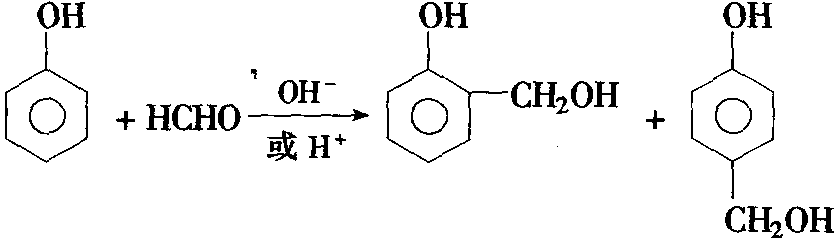 OH OH OH
+ HCHO OH⁻ CH₂OH +
或 H⁺
CH₂OH